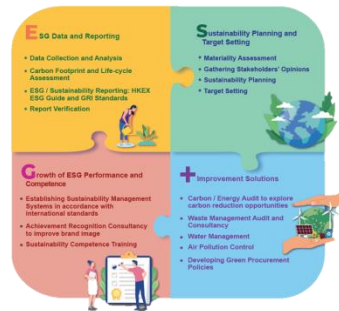 ESG Data and Reporting
• Data Collection and Analysis
• Carbon Footprint and Life-cycle
Assessment
• ESG / Sustainability Reporting: HKEX
ESG Guide and GRI Standards
• Report Verification
Sustainability Planning and
Target Setting
• Materiality Assessment
• Gathering Stakeholders' Opinions
• Sustainability Planning
• Target Setting
Growth of ESG Performance and
Competence
• Establishing Sustainability Management
Systems in accordance with
international standards
• Achievement Recognition Consultancy
to improve brand image
• Sustainability Competence Training
+ Improvement Solutions
• Carbon / Energy Audit to explore
carbon reduction opportunities
• Waste Management Audit and
Consultancy
• Water Management
• Air Pollution Control
• Developing Green Procurement
Policies